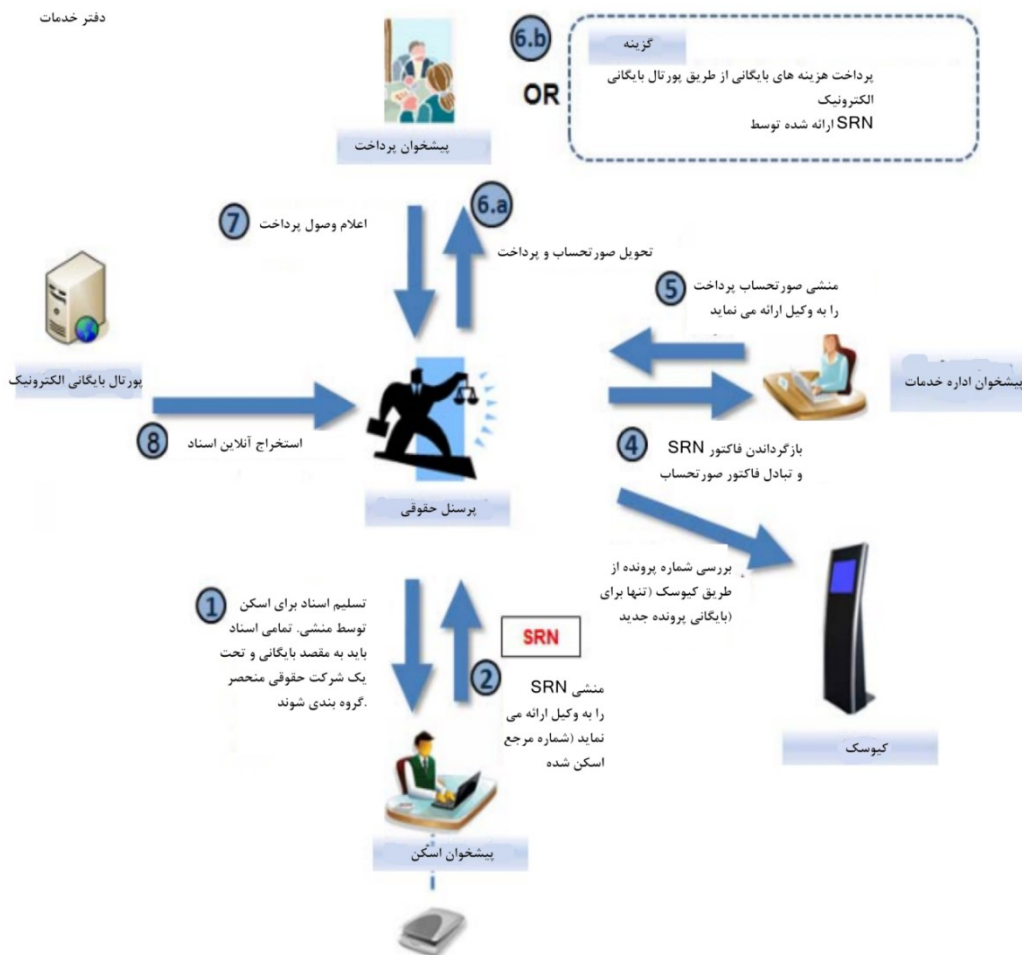 دفتر خدمات
6.b
OR
گزینه
پرداخت هزینه های بایگانی از طریق پورتال بایگانی
الکترونیک
SRN ارائه شده توسط
پیشخوان پرداخت
7
اعلام وصول پرداخت
6.a
تحویل صورتحساب و پرداخت
5
منشی صورتحساب پرداخت
را به وکیل ارائه می نماید
پیشخوان اداره خدمات
پورتال بایگانی الکترونیک
8
استخراج آنلاین اسناد
پرسنل حقوقی
4
بازگرداندن فاکتور SRN
و تبادل فاکتور صورتحساب
بررسی شماره پرونده از
طریق کیوسک (تنها برای
(بایگانی پرونده جدید
کیوسک
1
تسلیم اسناد برای اسکن
توسط منشی. تمامی اسناد
باید به مقصد بایگانی و تحت
یک شرکت حقوقی منحصر
.گروه بندی شوند
SRN
2
منشی SRN
را به وکیل ارائه می
نماید (شماره مرجع
اسکن شده
پیشخوان اسکن